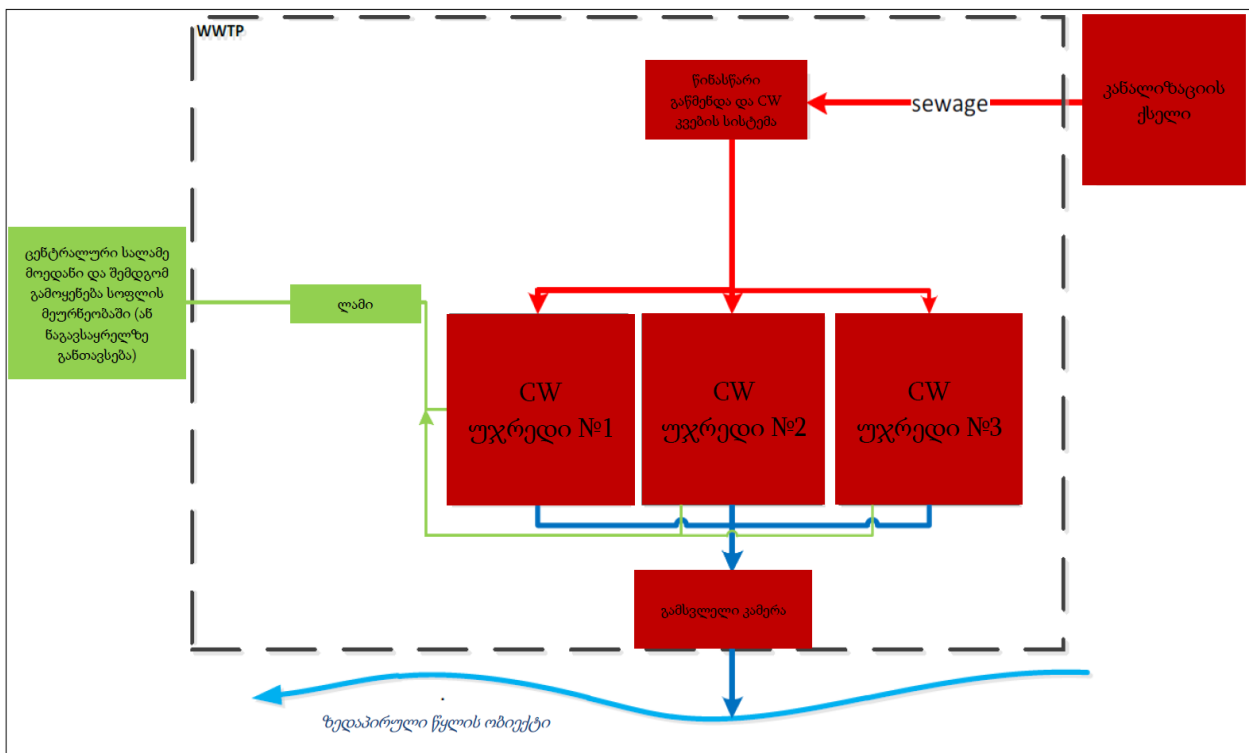 WWTP
წინასწარი
გაწმენდა და CW
კვების სისტემა
sewage
კანალიზაციის
ქსელი
ცენტრალური სალამე
მოედანი და შემდგომ
გამოყენება სოფლის
მეურნეობაში (ან
ნაგავსაყრელზე
განთავსება)
ლამი
CW
უჯრედი №1
CW
უჯრედი №2
CW
უჯრედი №3
გამსვლელი კამერა
ზედაპირული წყლის ობიექტი